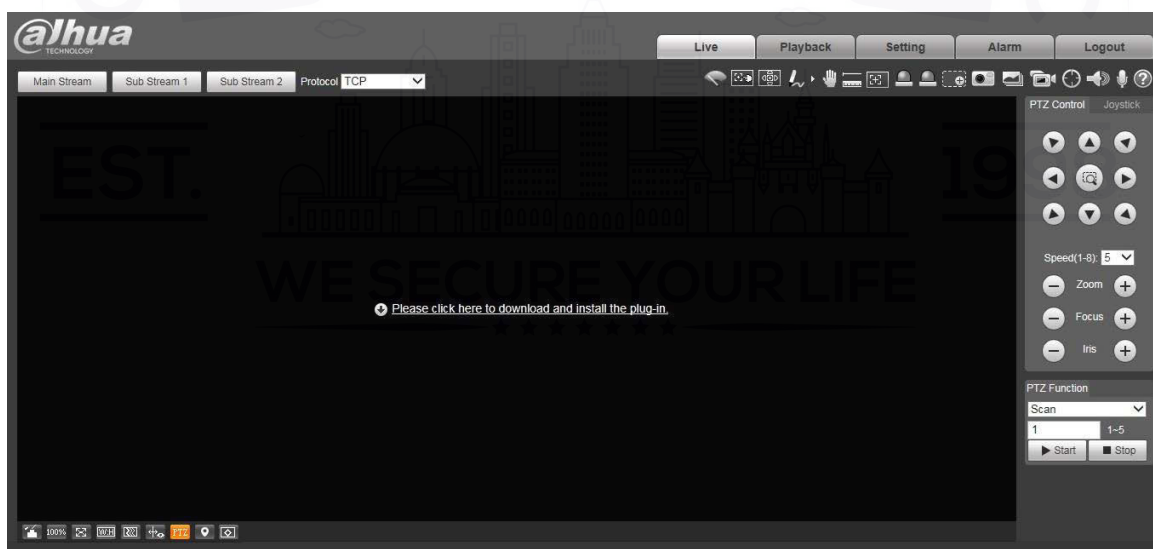 alhua
TECHNOLOGY
Live
Playback
Setting
Alarm
Logout
Main Stream
Sub Stream 1
Sub Stream 2
Protocol TCP
PTZ Control
Joystick
EST.
1998
WE SECURE YOUR LIFE
Please click here to download and install the plug-in.
Speed(1-8): 5
Zoom
Focus
Iris
PTZ Function
Scan
1
1~5
Start
Stop
100%
W:H
PTZ